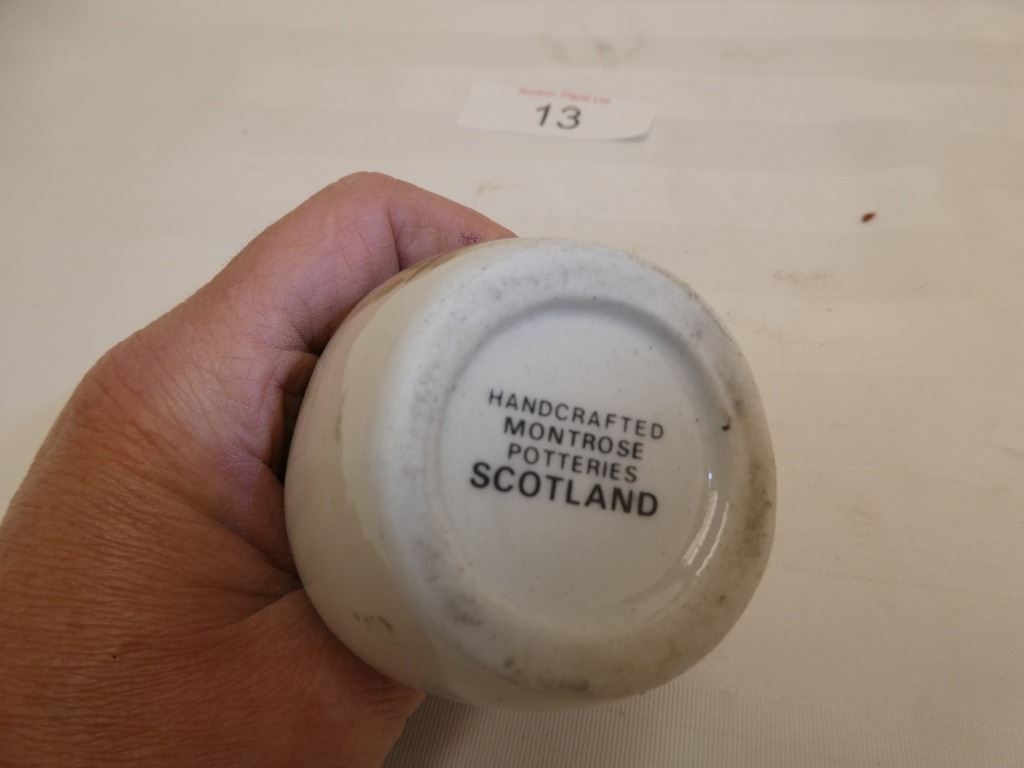 13
HANDCRAFTED
MONTROSE
POTTERIES
SCOTLAND